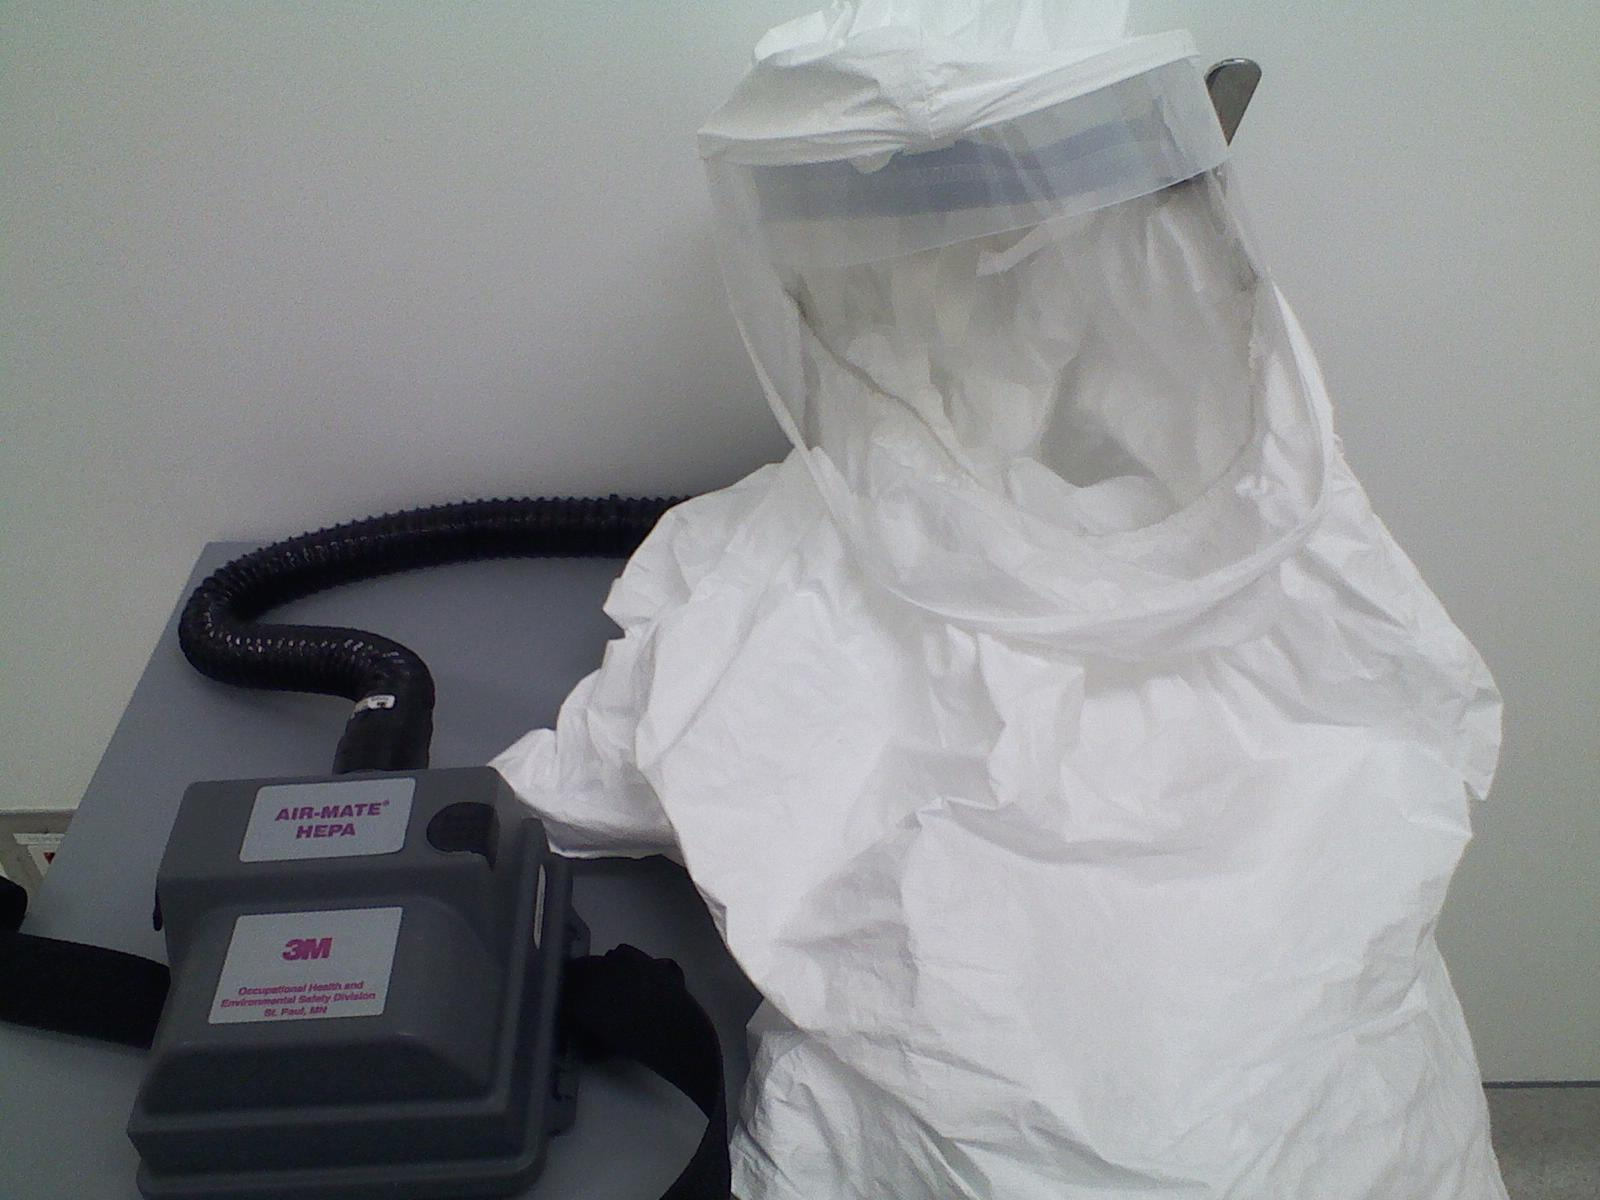 AIR-MATE®
HEPA
3M
Occupational Health and
Environmental Safety Division
St. Paul, MN